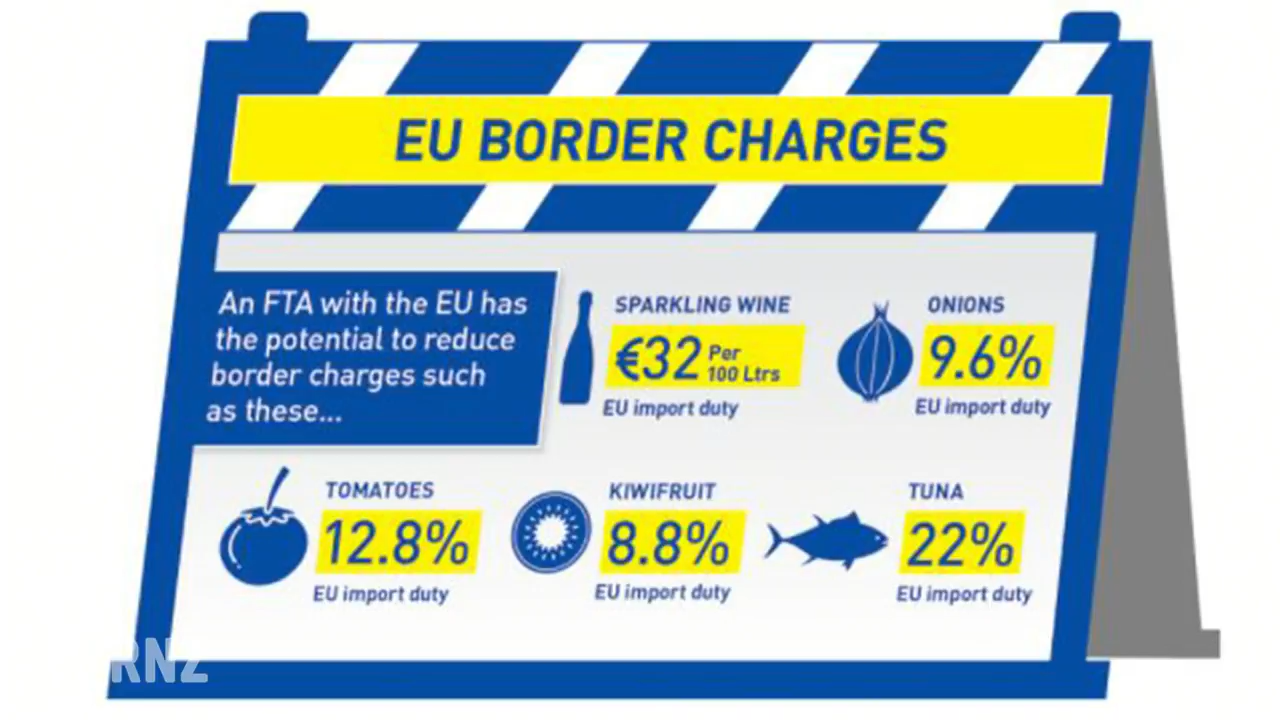 EU BORDER CHARGES
An FTA with the EU has
the potential to reduce
border charges such
as these...
SPARKLING WINE
€32 Per
100 Ltrs
EU import duty
ONIONS
9.6%
EU import duty
TOMATOES
12.8%
EU import duty
KIWIFRUIT
8.8%
EU import duty
TUNA
22%
EU import duty
RNZ